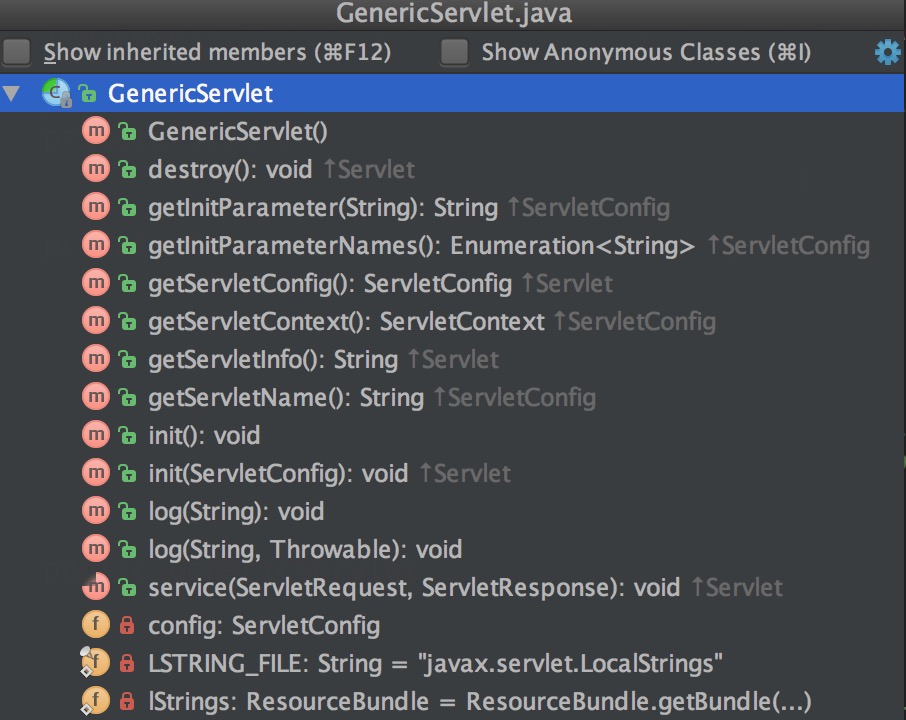 GenericServlet.java
Show inherited members (⌘F12) Show Anonymous Classes (⌘I)
GenericServlet
m GenericServlet()
m destroy(): void ↑Servlet
m getInitParameter(String): String ↑ServletConfig
m getInitParameterNames(): Enumeration<String> ↑ServletConfig
m getServletConfig(): ServletConfig ↑Servlet
m getServletContext(): ServletContext ↑ServletConfig
m getServletInfo(): String ↑Servlet
m getServletName(): String ↑ServletConfig
m init(): void
m init(ServletConfig): void ↑Servlet
m log(String): void
m log(String, Throwable): void
m service(ServletRequest, ServletResponse): void ↑Servlet
f config: ServletConfig
f LSTRING_FILE: String = "javax.servlet.LocalStrings"
f lStrings: ResourceBundle = ResourceBundle.getBundle(...)